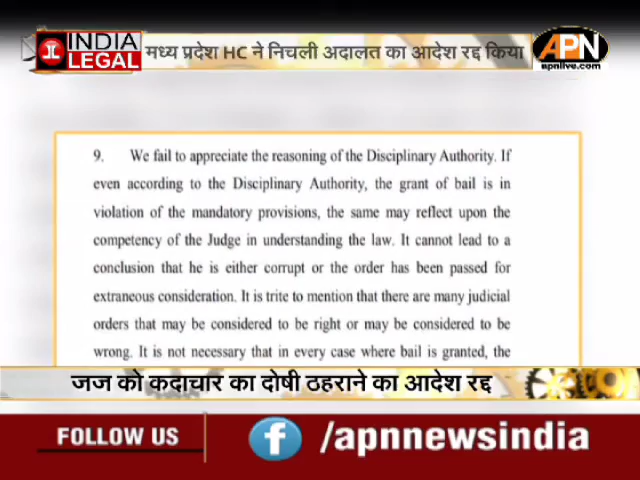 INDIA
LEGAL
मध्य प्रदेश HC ने निचली अदालत का आदेश रद्द किया
APN
apnlive.com
9. We fail to appreciate the reasoning of the Disciplinary Authority. If
even according to the Disciplinary Authority, the grant of bail is in
violation of the mandatory provisions, the same may reflect upon the
competency of the Judge in understanding the law. It cannot lead to a
conclusion that he is either corrupt or the order has been passed for
extraneous consideration. It is trite to mention that there are many judicial
orders that may be considered to be right or may be considered to be
wrong. It is not necessary that in every case where bail is granted, the
जज को कदाचार का दोषी ठहराने का आदेश रद्द
FOLLOW US
f /apnnewsindia